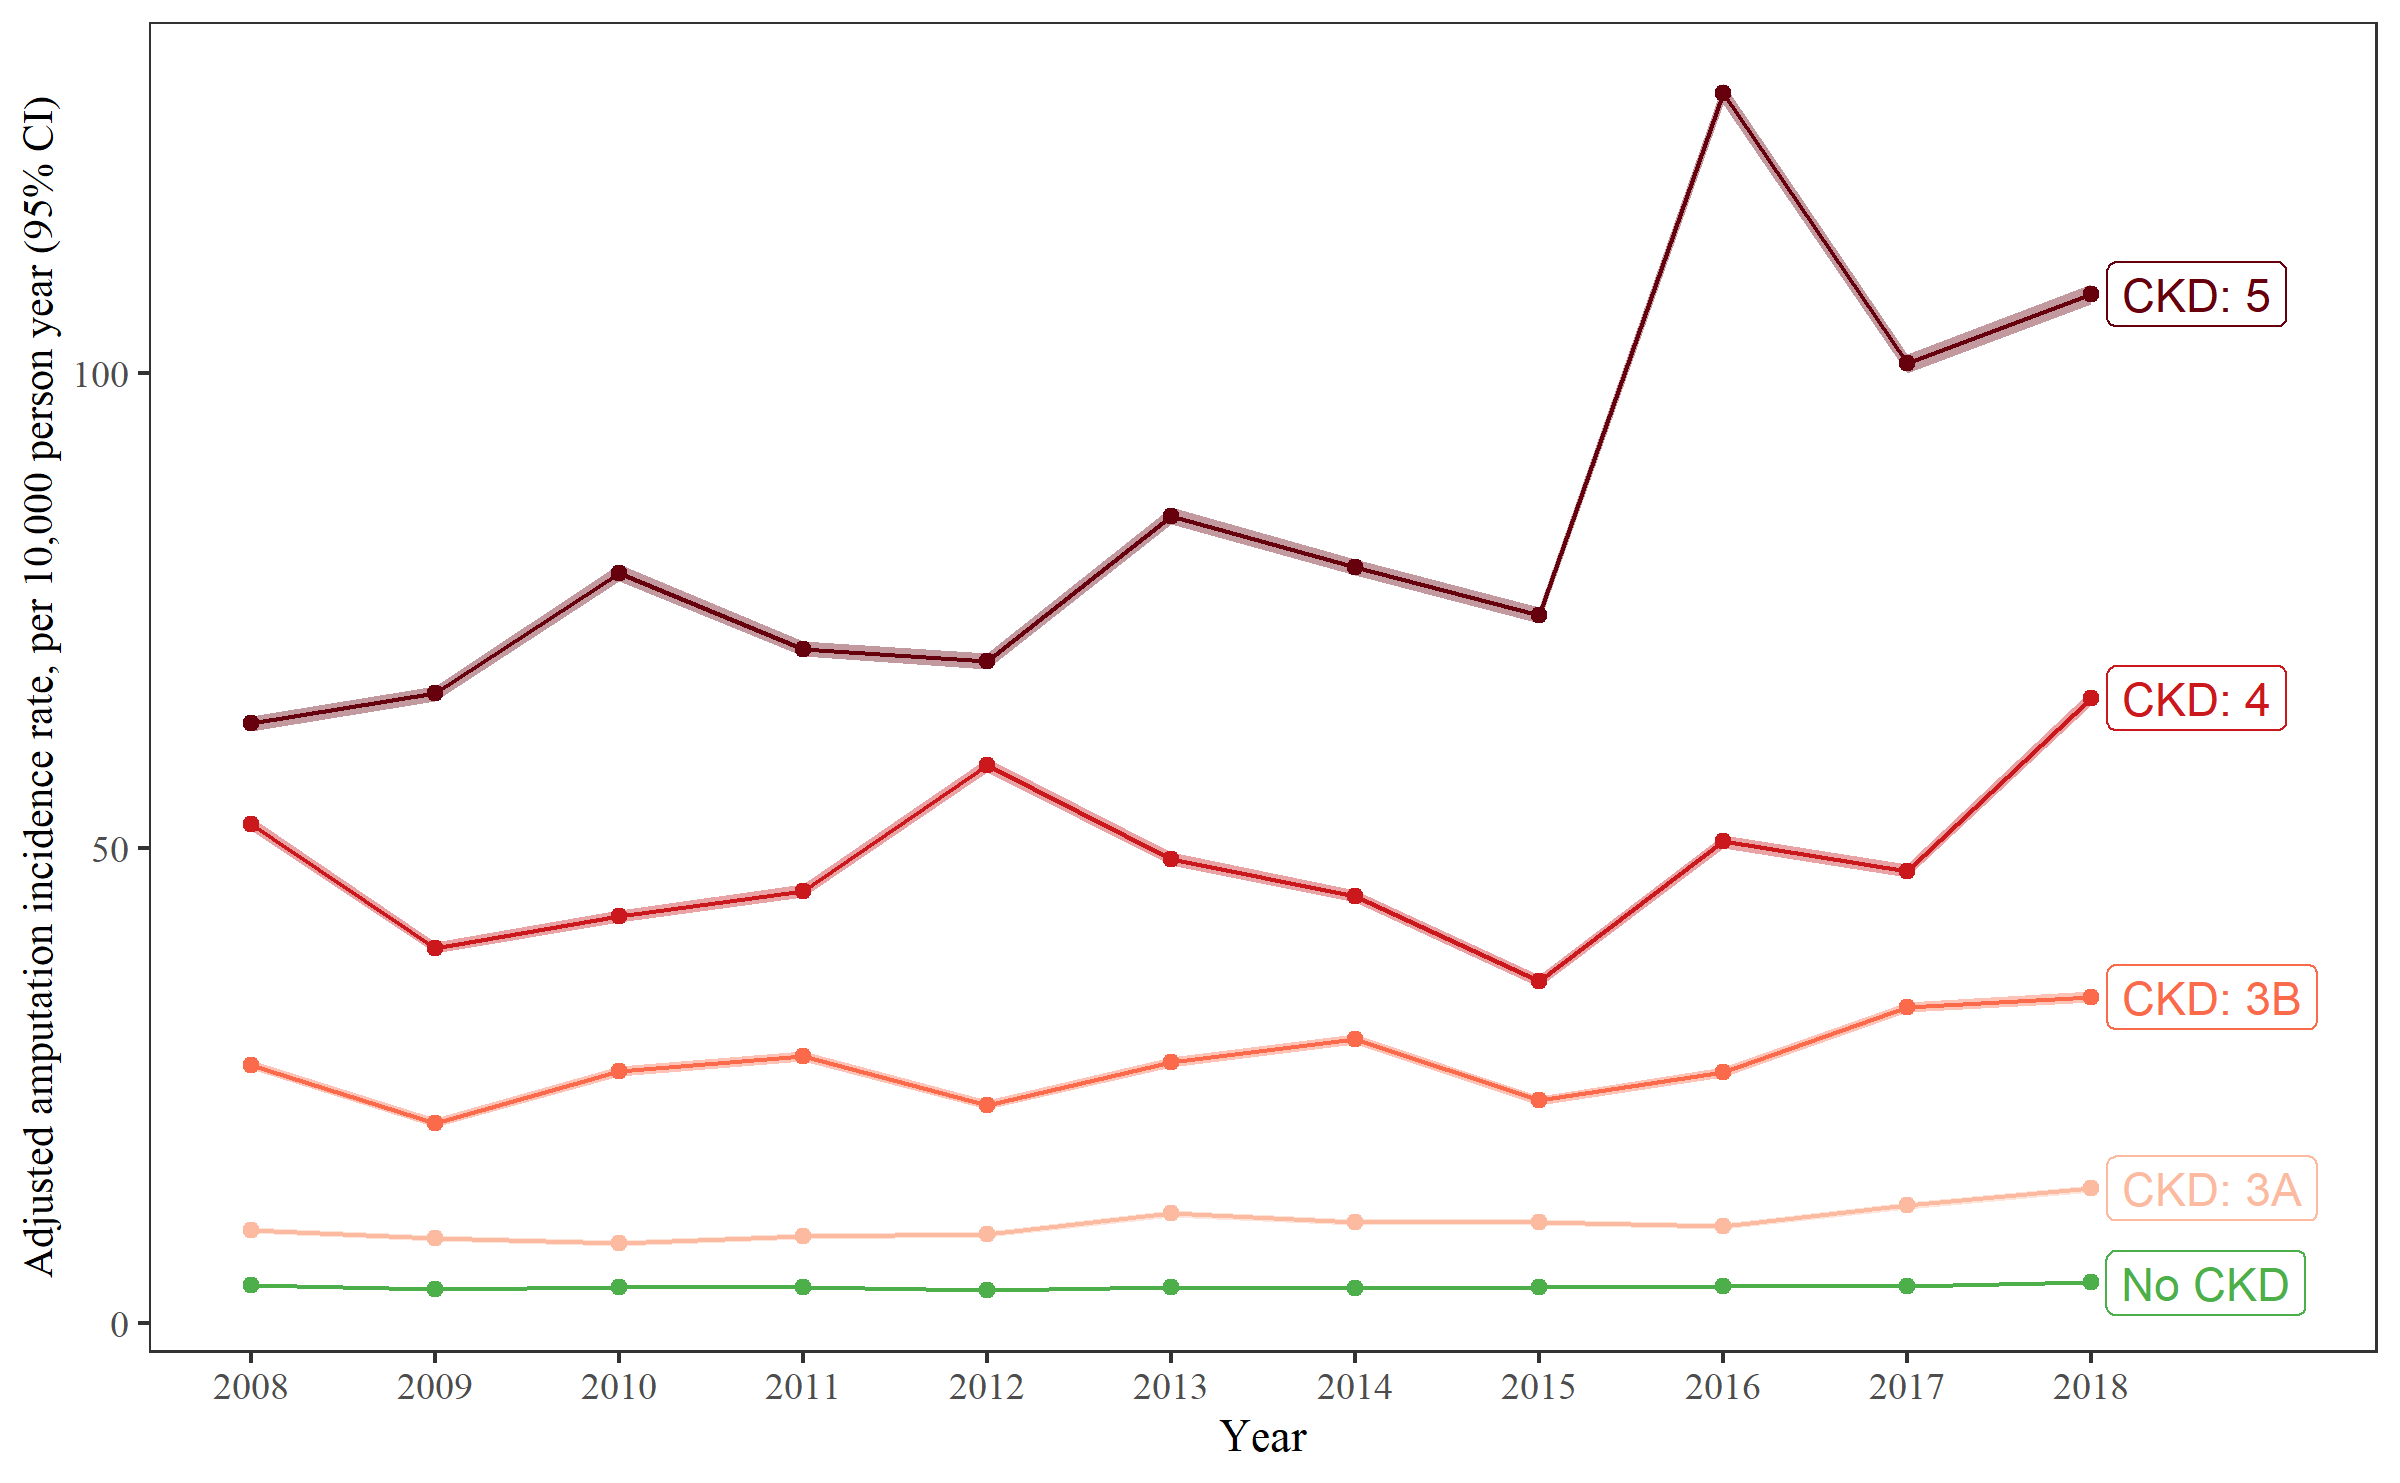 Adjusted amputation incidence rate, per 10,000 person year (95% CI)
100
50
0
CKD: 5
CKD: 4
CKD: 3B
CKD: 3A
No CKD
2008 2009 2010 2011 2012 2013 2014 2015 2016 2017 2018
Year